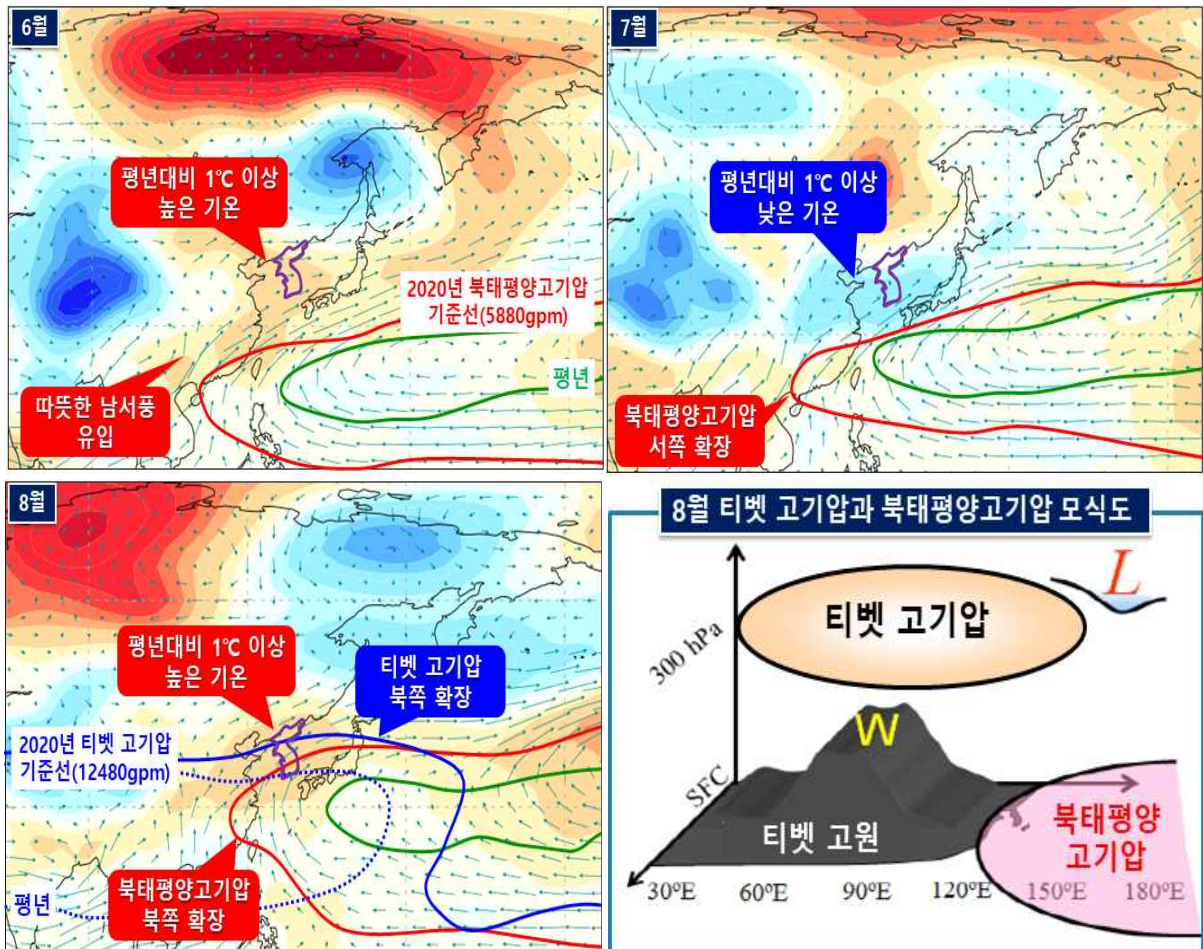 6월
평년대비 1℃ 이상
높은 기온
2020년 북태평양고기압
기준선(5880gpm)
평년
따뜻한 남서풍
유입
7월
평년대비 1℃ 이상
낮은 기온
북태평양고기압
서쪽 확장
8월
평년대비 1℃ 이상
높은 기온
티벳 고기압
북쪽 확장
2020년 티벳 고기압
기준선(12480gpm)
평년
북태평양고기압
북쪽 확장
8월 티벳 고기압과 북태평양고기압 모식도
L
티벳 고기압
300 hPa
W
SFC
티벳 고원
북태평양
고기압
30ºE 60ºE 90ºE 120ºE 150ºE 180ºE